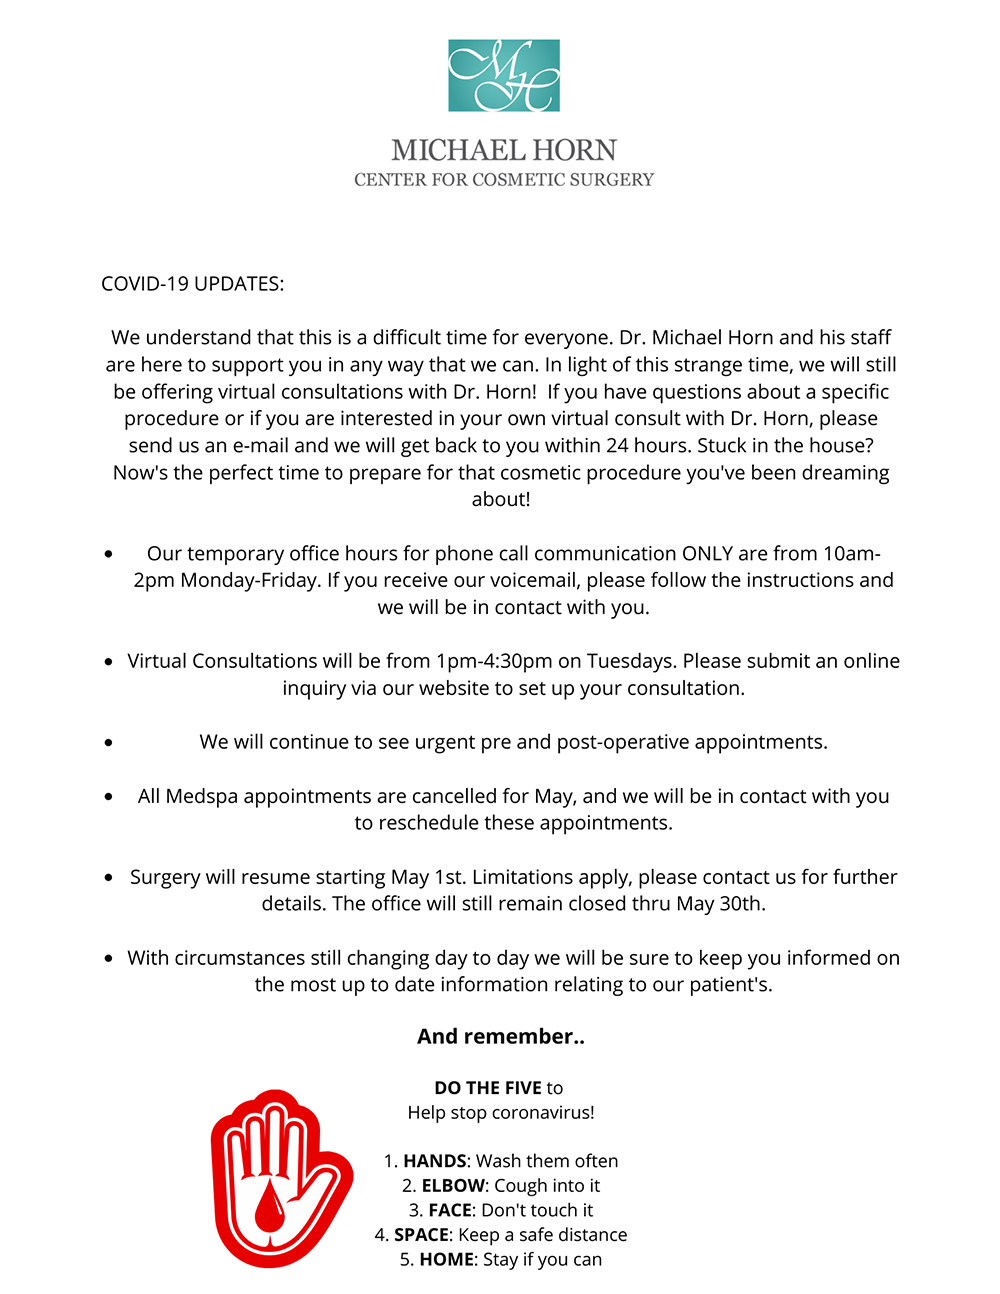 MH
MICHAEL HORN
CENTER FOR COSMETIC SURGERY
COVID-19 UPDATES:
We understand that this is a difficult time for everyone. Dr. Michael Horn and his staff
are here to support you in any way that we can. In light of this strange time, we will still
be offering virtual consultations with Dr. Horn!  If you have questions about a specific
procedure or if you are interested in your own virtual consult with Dr. Horn, please
send us an e-mail and we will get back to you within 24 hours. Stuck in the house?
Now's the perfect time to prepare for that cosmetic procedure you've been dreaming
about!
• Our temporary office hours for phone call communication ONLY are from 10am-
2pm Monday-Friday. If you receive our voicemail, please follow the instructions and
we will be in contact with you.
• Virtual Consultations will be from 1pm-4:30pm on Tuesdays. Please submit an online
inquiry via our website to set up your consultation.
• We will continue to see urgent pre and post-operative appointments.
• All Medspa appointments are cancelled for May, and we will be in contact with you
to reschedule these appointments.
• Surgery will resume starting May 1st. Limitations apply, please contact us for further
details. The office will still remain closed thru May 30th.
• With circumstances still changing day to day we will be sure to keep you informed on
the most up to date information relating to our patient's.
And remember..
DO THE FIVE to
Help stop coronavirus!
1. HANDS: Wash them often
2. ELBOW: Cough into it
3. FACE: Don't touch it
4. SPACE: Keep a safe distance
5. HOME: Stay if you can